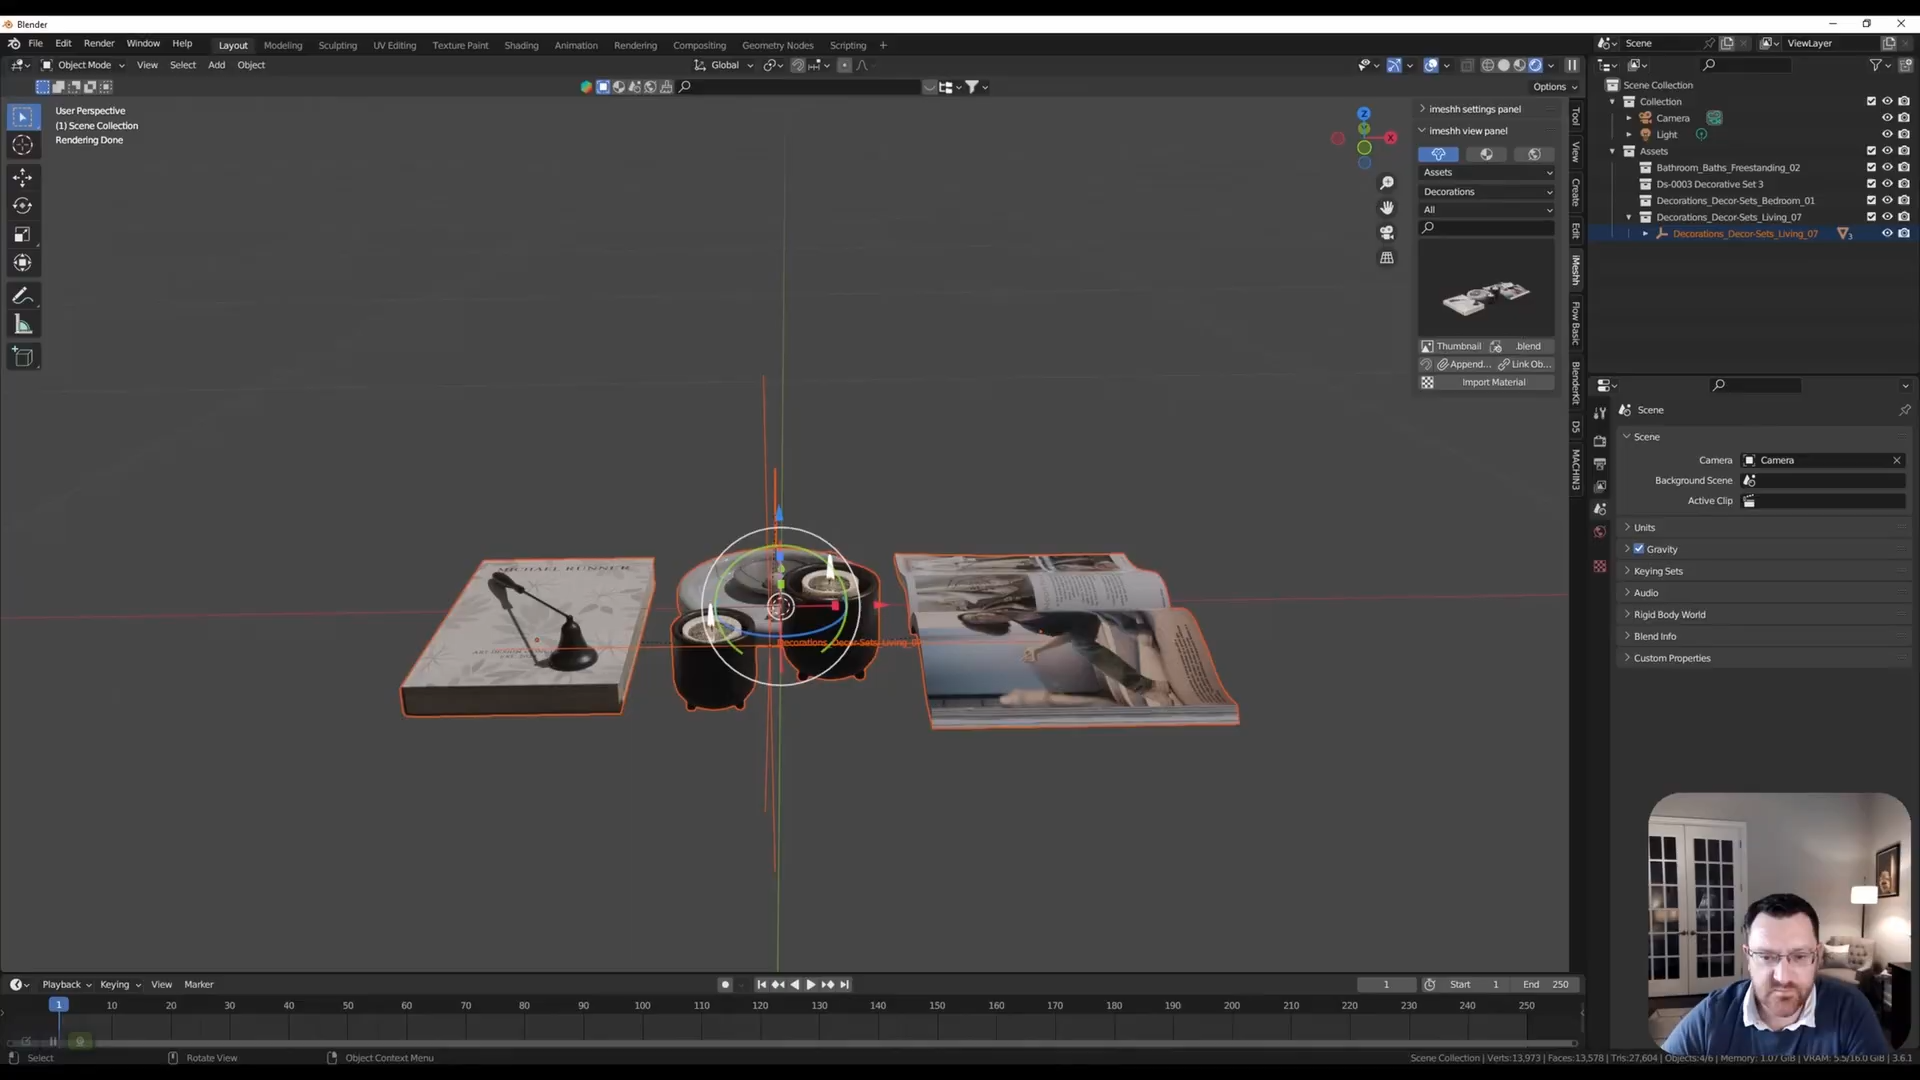 Blender
File Edit Render Window Help
Layout Modeling Sculpting UV Editing Texture Paint Shading Animation Rendering Compositing Geometry Nodes Scripting +
Scene
ViewLayer
Object Mode View Select Add Object
Global
Options
User Perspective
(1) Scene Collection
Rendering Done
Z
X
imeshh settings panel
imeshh view panel
Assets
Decorations
All
Thumbnail
.blend
Append...
Link Ob...
Import Material
Tool
View
Create
Edit
iMeshh
Flow Basic
BlenderKit
D5
MACHIN3
Scene Collection
Collection
Camera
Light
Assets
Bathroom_Baths_Freestanding_02
Ds-0003 Decorative Set 3
Decorations_Decor-Sets_Bedroom_01
Decorations_Decor-Sets_Living_07
Decorations_Decor-Sets_Living_07
3
Scene
Scene
Camera Camera
Background Scene
Active Clip
Units
Gravity
Keying Sets
Audio
Rigid Body World
Blend Info
Custom Properties
MICHAEL RUNNER
Playback Keying View Marker
1
Start 1
End 250
1 10 20 30 40 50 60 70 80 90 100 110 120 130 140 150 160 170 180 190 200 210 220 230 240 250
Select
Rotate View
Object Context Menu
Scene Collection | Verts:13,973 | Faces:13,578 | Tris:27,604 | Objects:4/6 | Memory: 1.07 GiB | VRAM: 5.5/16.0 GiB | 3.6.1